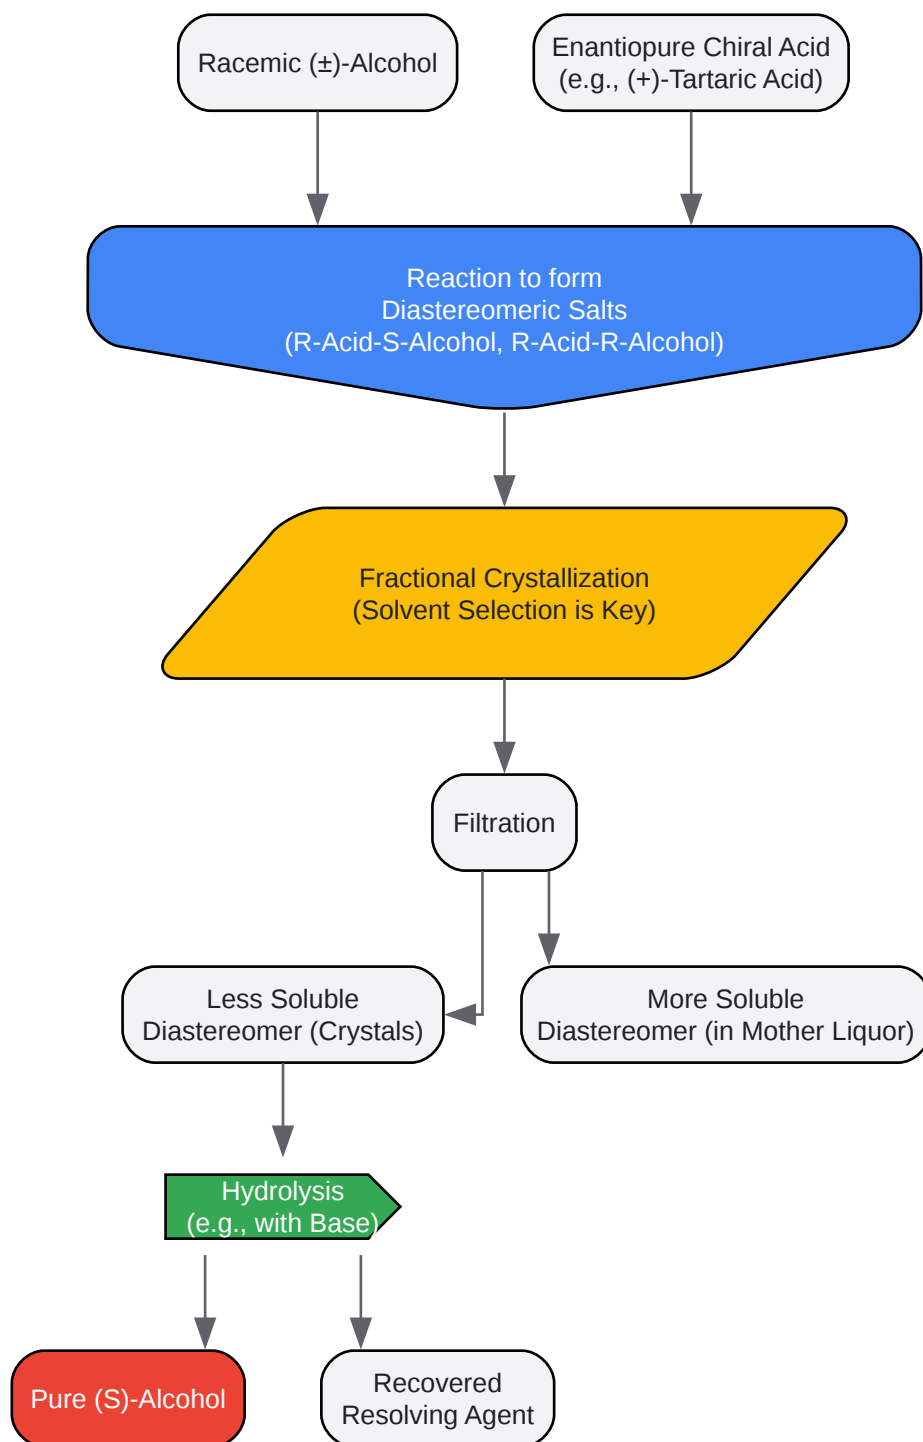 Racemic (±)-Alcohol
Enantiopure Chiral Acid
(e.g., (+)-Tartaric Acid)
Reaction to form
Diastereomeric Salts
(R-Acid-S-Alcohol, R-Acid-R-Alcohol)
Fractional Crystallization
(Solvent Selection is Key)
Filtration
Less Soluble
Diastereomer (Crystals)
More Soluble
Diastereomer (in Mother Liquor)
Hydrolysis
(e.g., with Base)
Pure (S)-Alcohol
Recovered
Resolving Agent